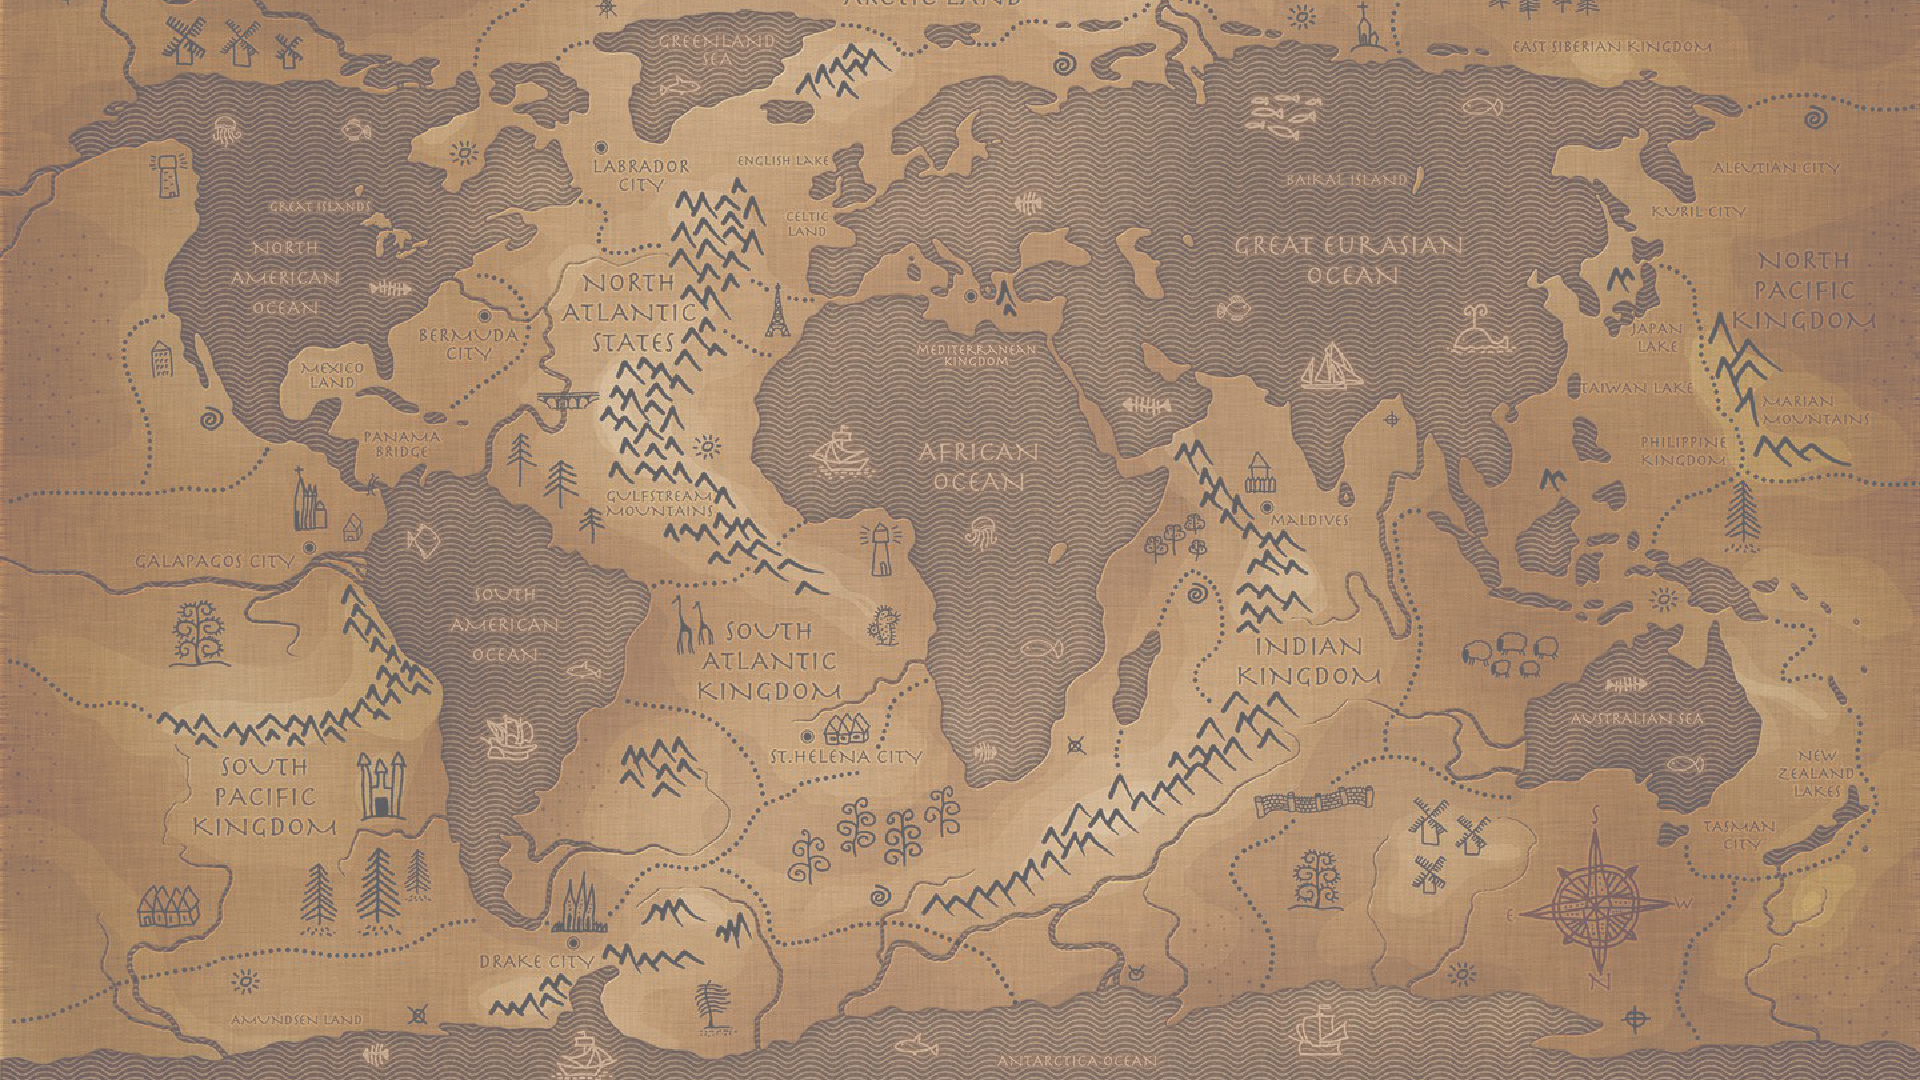 ARCTIC LAND
GREENLAND
SEA
EAST SIBERIAN KINGDOM
LABRADOR
CITY
ENGLISH LAKE
CELTIC
LAND
BAIKAL ISLAND
ALEUTIAN CITY
KURIL CITY
GREAT ISLANDS
NORTH
AMERICAN
OCEAN
GREAT EURASIAN
OCEAN
NORTH
PACIFIC
KINGDOM
NORTH
ATLANTIC
STATES
BERMUDA
CITY
MEXICO
LAND
MEDITERRANEAN
KINGDOM
JAPAN
LAKE
TAIWAN LAKE
MARIAN
MOUNTAINS
PANAMA
BRIDGE
AFRICAN
OCEAN
PHILIPPINE
KINGDOM
GULFSTREAM
MOUNTAINS
MALDIVES
GALAPAGOS CITY
SOUTH
AMERICAN
OCEAN
SOUTH
ATLANTIC
KINGDOM
INDIAN
KINGDOM
AUSTRALIAN SEA
ST.HELENA CITY
SOUTH
PACIFIC
KINGDOM
NEW
ZEALAND
LAKES
TASMAN
CITY
S
E
W
N
DRAKE CITY
AMUNDSEN LAND
ANTARCTICA OCEAN